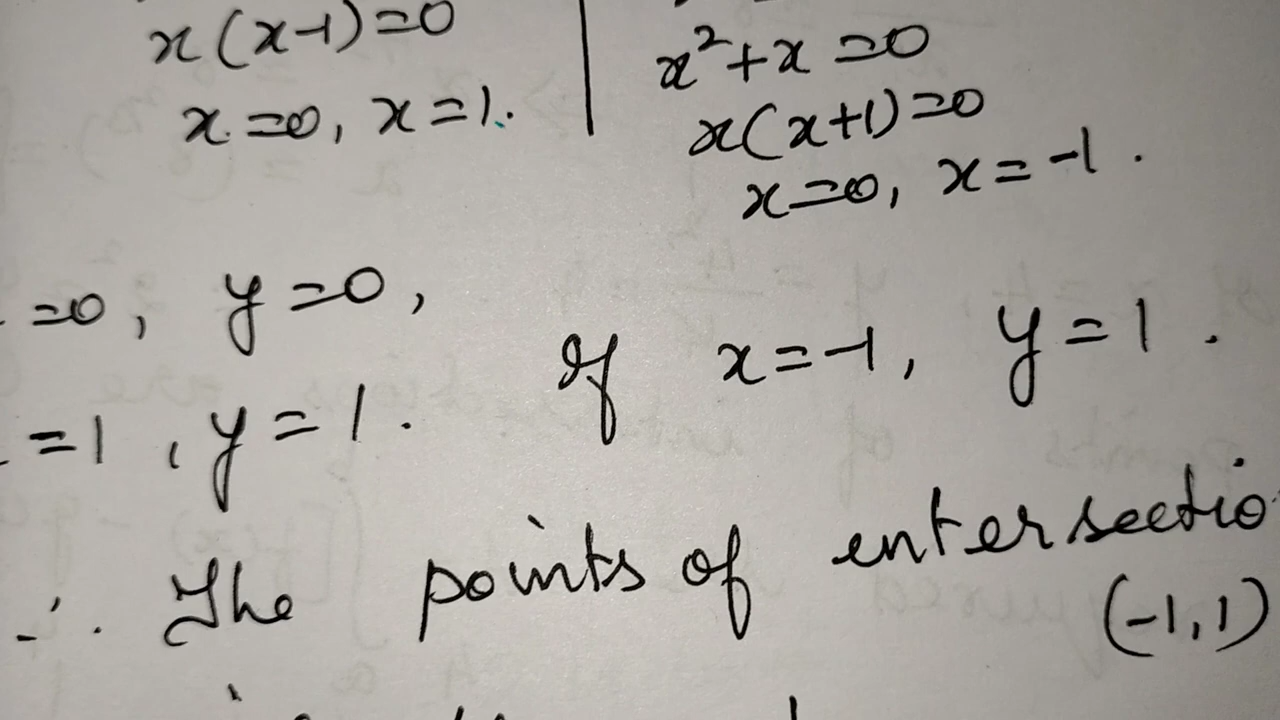 x(x-1)=0
x=0, x=1.
x²+x=0
x(x+1)=0
x=0, x=-1.
=0, y=0,
=1, y=1.
If x=-1, y=1.
∴ The points of intersectio
(-1,1)